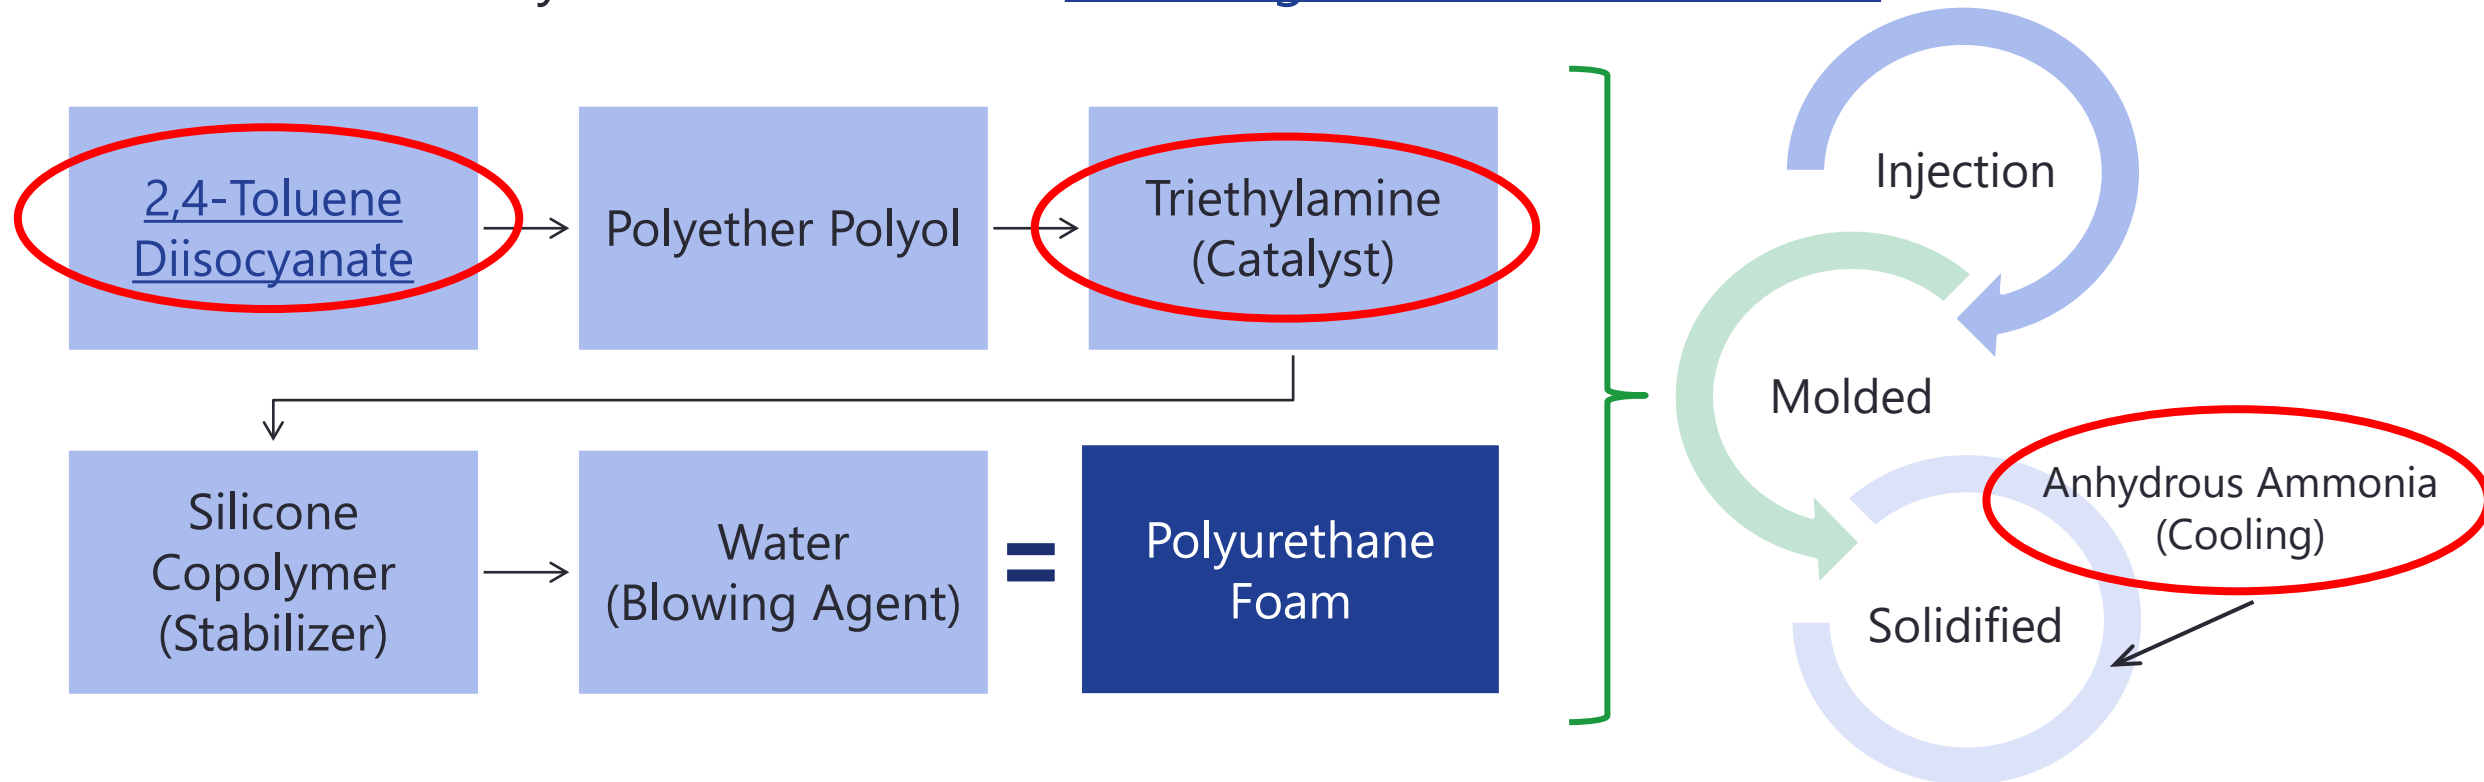 2,4-Toluene
Diisocyanate
Polyether Polyol
Triethylamine
(Catalyst)
Silicone
Copolymer
(Stabilizer)
Water
(Blowing Agent)
=
Polyurethane
Foam
Injection
Molded
Solidified
Anhydrous Ammonia
(Cooling)